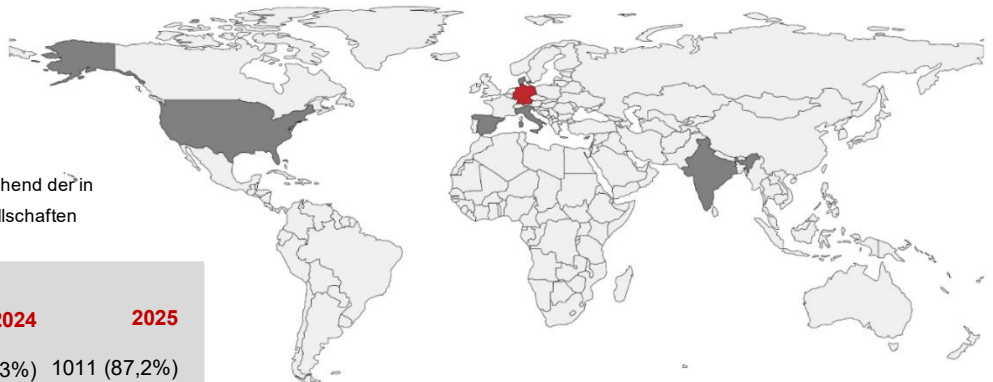 hend der in
llschaften
2024 2025
3%) 1011 (87,2%)